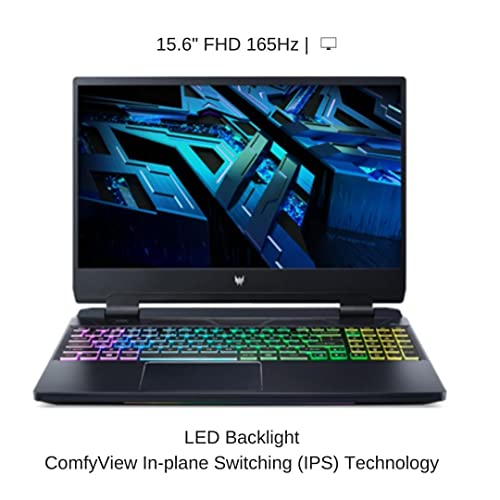 15.6" FHD 165Hz |
LED Backlight
ComfyView In-plane Switching (IPS) Technology